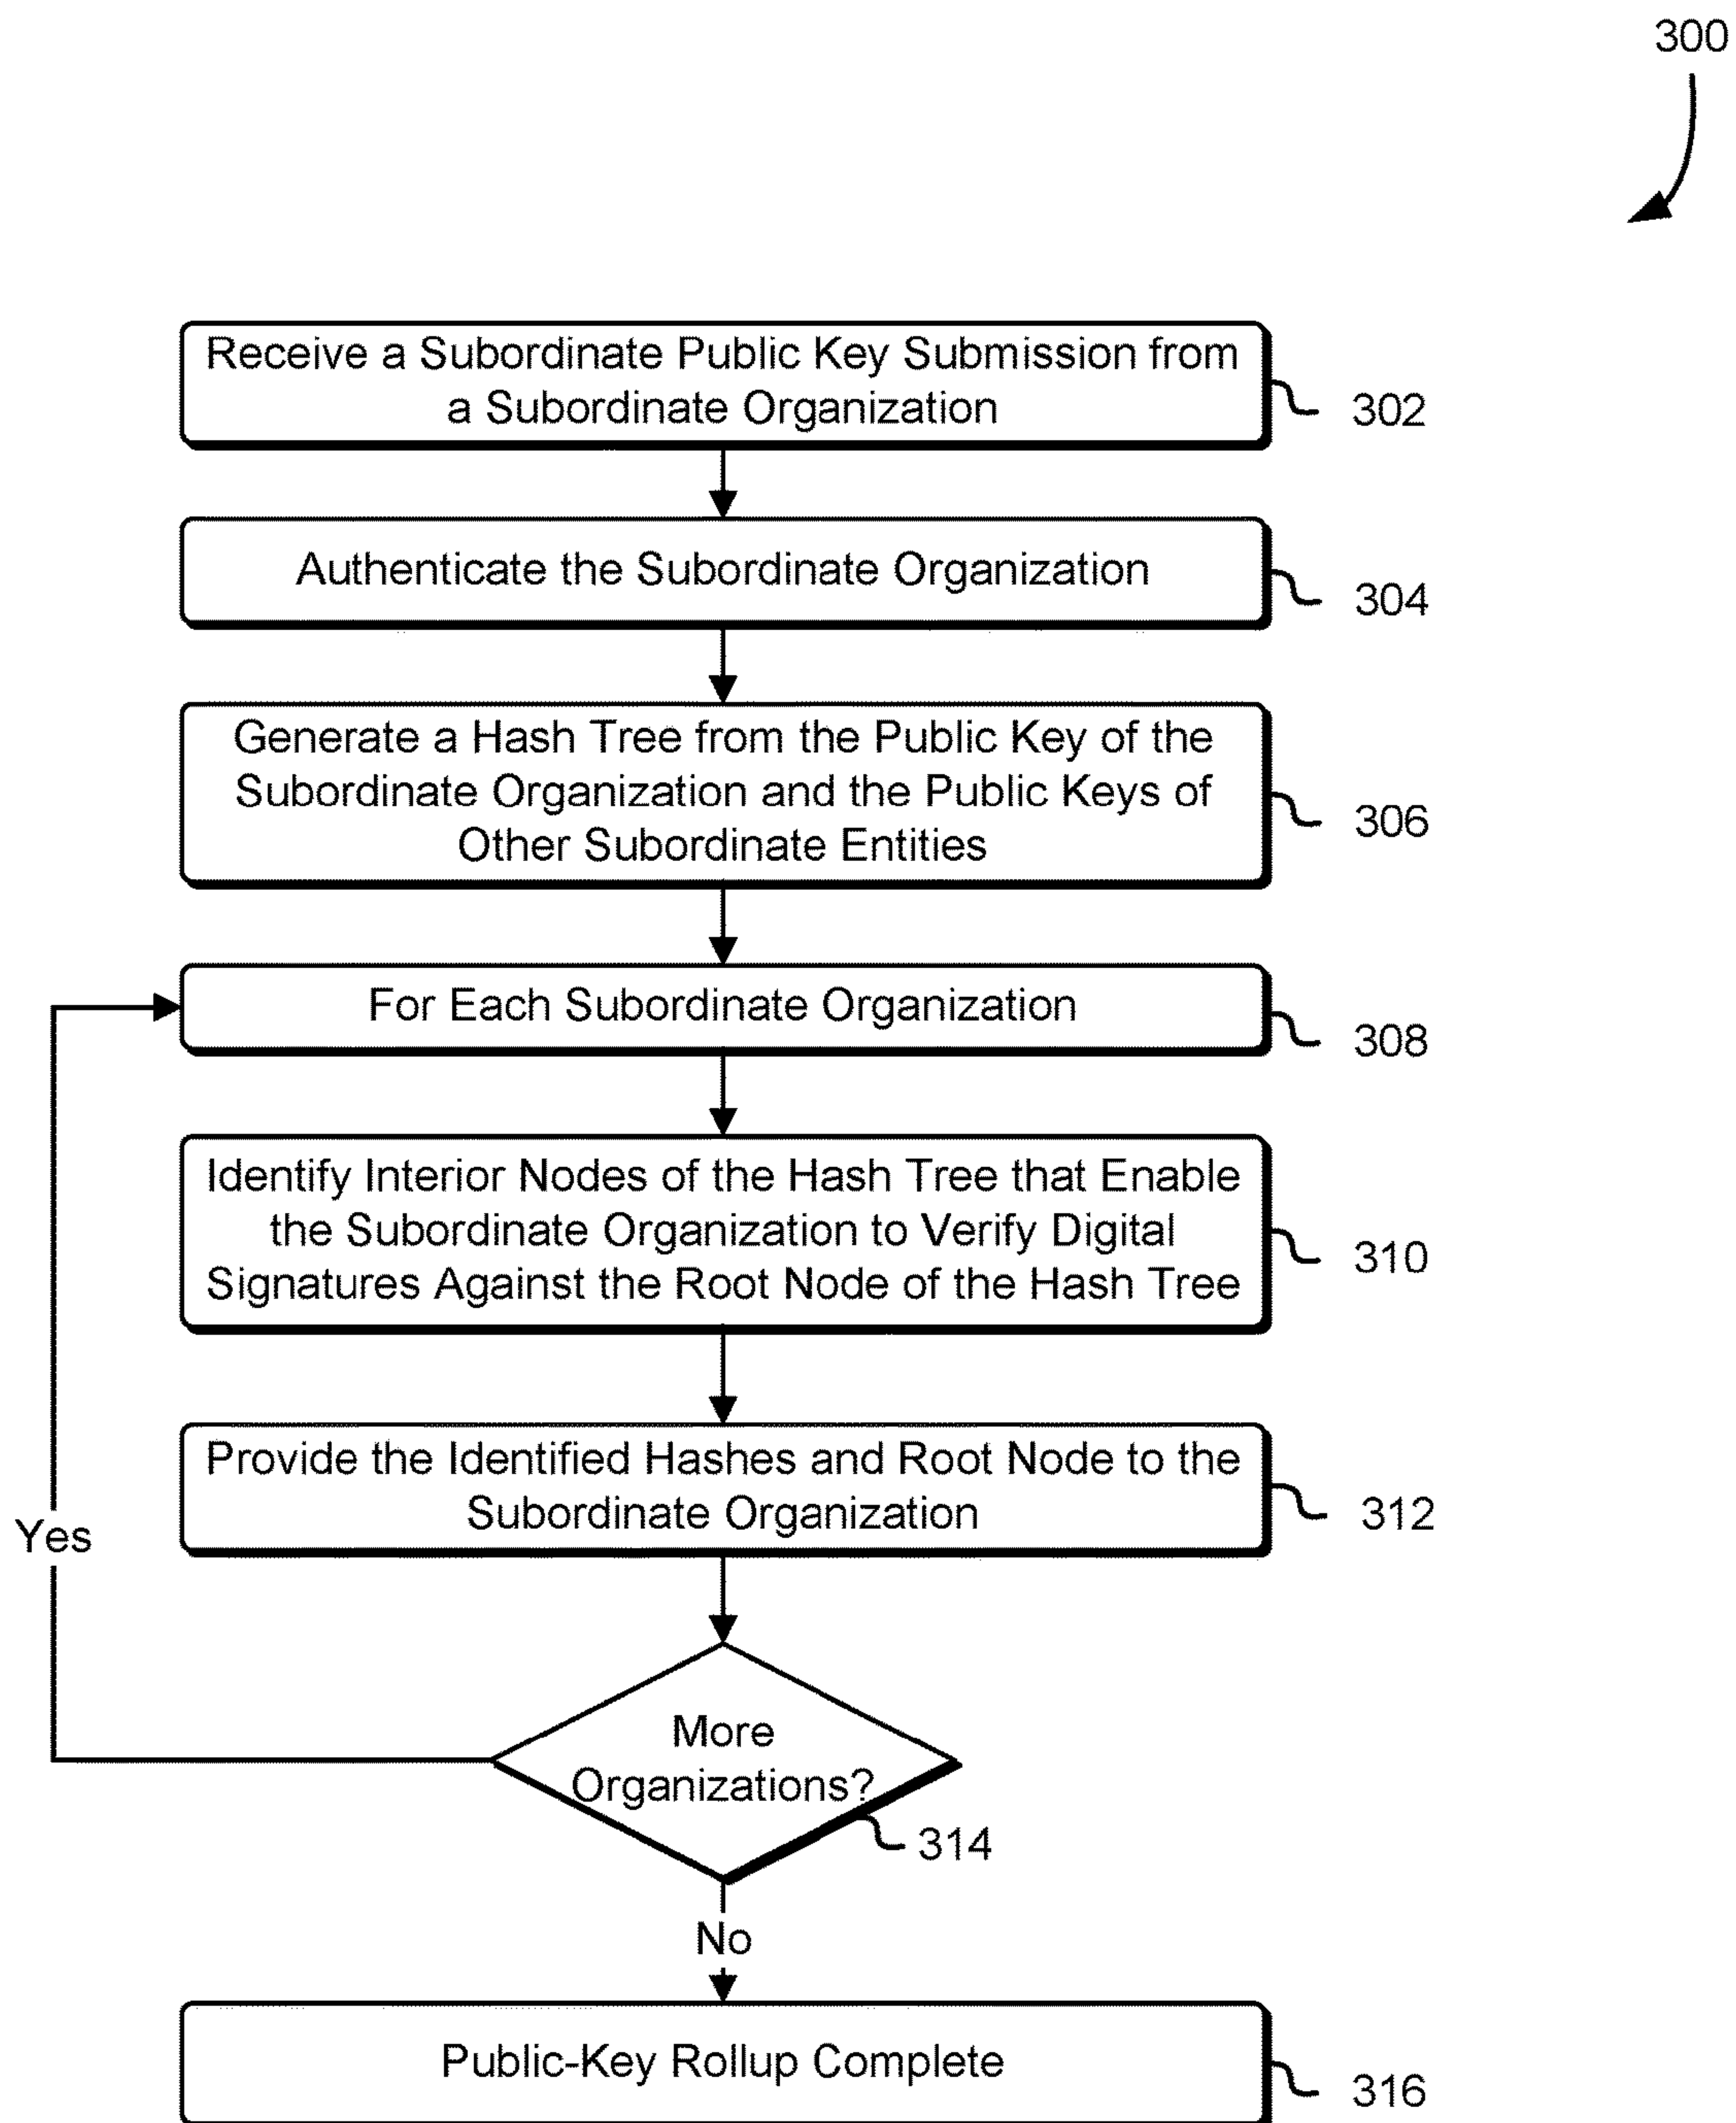 300
Receive a Subordinate Public Key Submission from
a Subordinate Organization
302
Authenticate the Subordinate Organization
304
Generate a Hash Tree from the Public Key of the
Subordinate Organization and the Public Keys of
Other Subordinate Entities
306
For Each Subordinate Organization
308
Identify Interior Nodes of the Hash Tree that Enable
the Subordinate Organization to Verify Digital
Signatures Against the Root Node of the Hash Tree
310
Provide the Identified Hashes and Root Node to the
Subordinate Organization
312
Yes
More
Organizations?
314
No
Public-Key Rollup Complete
316